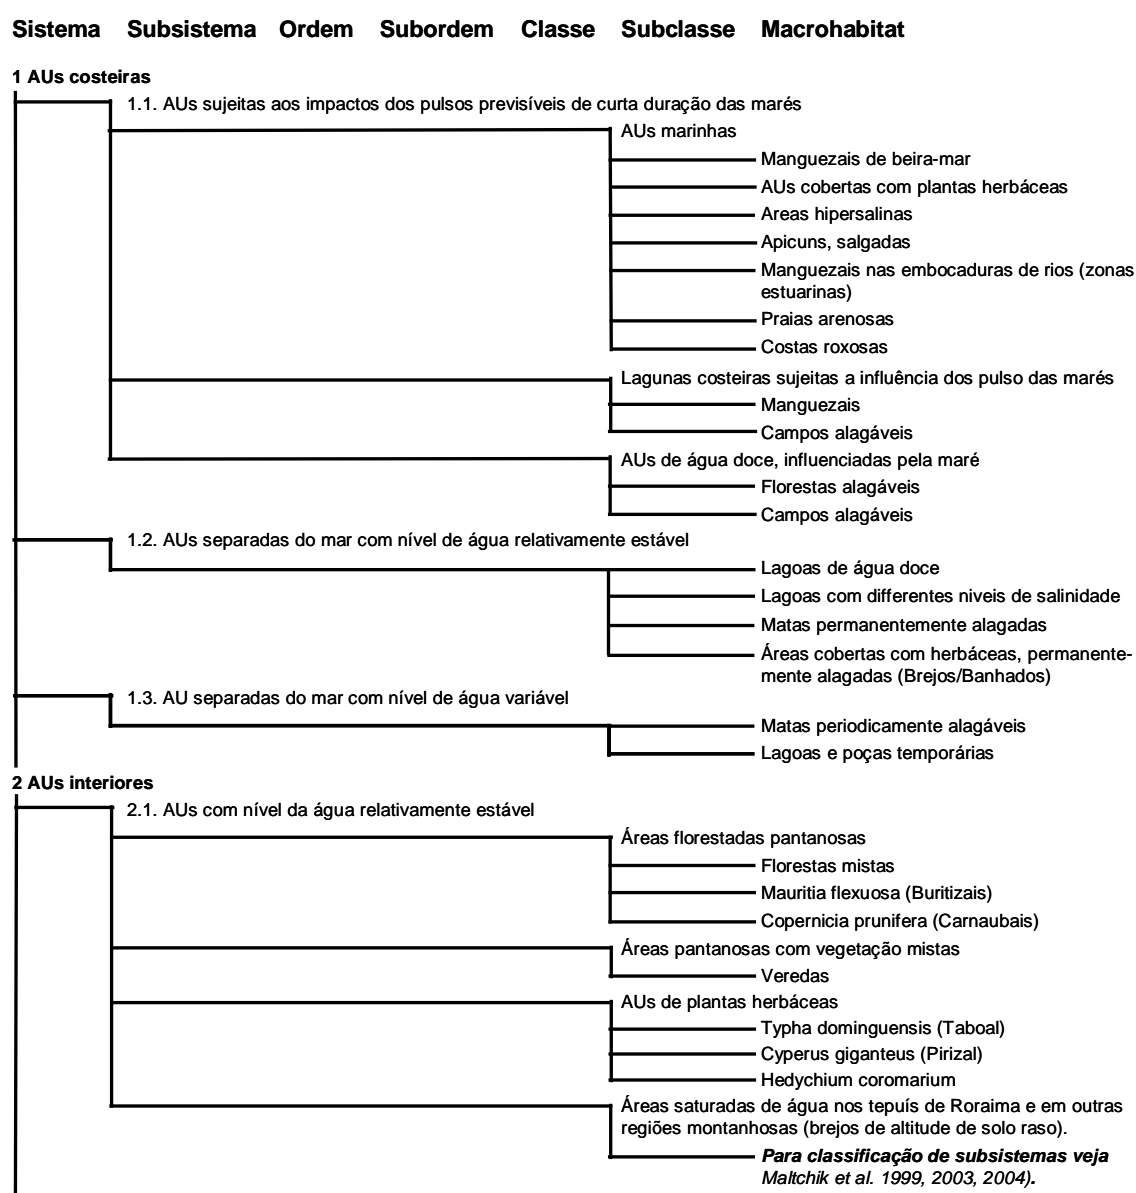 Sistema Subsistema Ordem Subordem Classe Subclasse Macrohabitat
1 AUs costeiras
1.1. AUs sujeitas aos impactos dos pulsos previsíveis de curta duração das marés
AUs marinhas
Manguezais de beira-mar
AUs cobertas com plantas herbáceas
Areas hipersalinas
Apicuns, salgadas
Manguezais nas embocaduras de rios (zonas
estuarinas)
Praias arenosas
Costas roxosas
Lagunas costeiras sujeitas a influência dos pulso das marés
Manguezais
Campos alagáveis
AUs de água doce, influenciadas pela maré
Florestas alagáveis
Campos alagáveis
1.2. AUs separadas do mar com nível de água relativamente estável
Lagoas de água doce
Lagoas com differentes niveis de salinidade
Matas permanentemente alagadas
Áreas cobertas com herbáceas, permanente-
mente alagadas (Brejos/Banhados)
1.3. AU separadas do mar com nível de água variável
Matas periodicamente alagáveis
Lagoas e poças temporárias
2 AUs interiores
2.1. AUs com nível da água relativamente estável
Áreas florestadas pantanosas
Florestas mistas
Mauritia flexuosa (Buritizais)
Copernicia prunifera (Carnaubais)
Áreas pantanosas com vegetação mistas
Veredas
AUs de plantas herbáceas
Typha dominguensis (Taboal)
Cyperus giganteus (Pirizal)
Hedychium coromarium
Áreas saturadas de água nos tepuís de Roraima e em outras
regiões montanhosas (brejos de altitude de solo raso).
Para classificação de subsistemas veja
Maltchik et al. 1999, 2003, 2004).